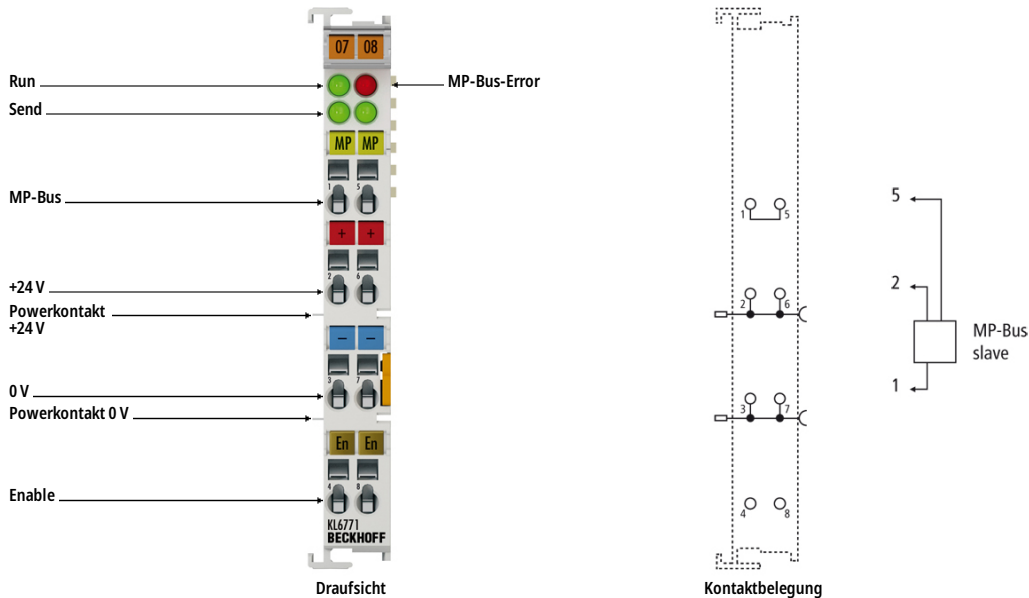 07 08
Run
MP-Bus-Error
Send
MP MP
1 5
MP-Bus
+ +
2 6
+24 V
Powerkontakt
+24 V
− −
3 7
0 V
Powerkontakt 0 V
En En
4 8
Enable
KL6771
BECKHOFF
Draufsicht
1 5
2 6
3 7
4 8
Kontaktbelegung
5
2
MP-Bus
slave
1